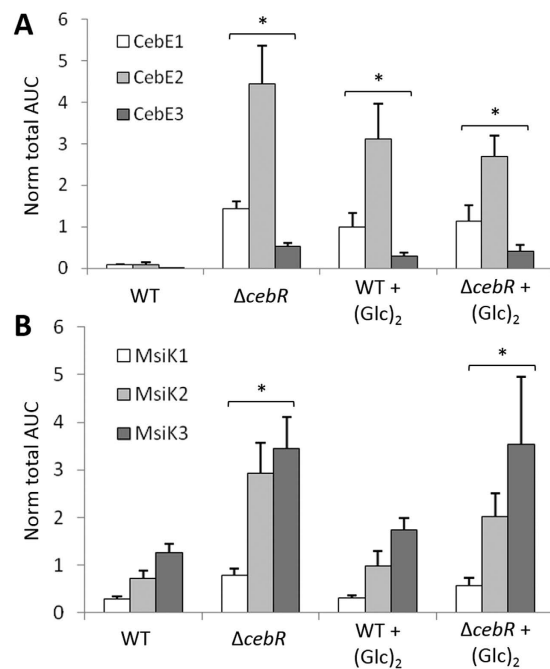 A
Norm total AUC
6
5
4
3
2
1
0
CebE1
CebE2
CebE3
*
*
*
WT
ΔcebR
WT +
(Glc)2
ΔcebR +
(Glc)2
B
Norm total AUC
6
5
4
3
2
1
0
MsiK1
MsiK2
MsiK3
*
*
WT
ΔcebR
WT +
(Glc)2
ΔcebR +
(Glc)2